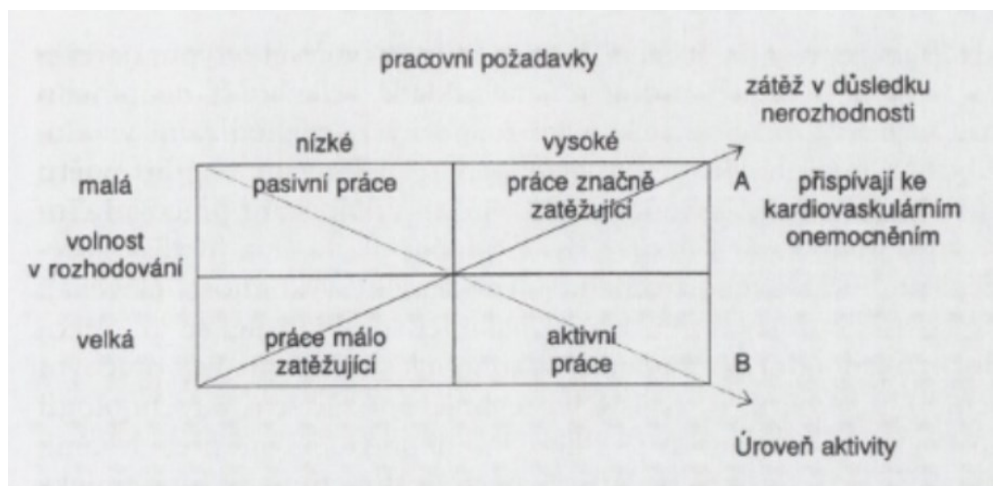 pracovní požadavky
zátěž v důsledku
nerozhodnosti
nízké
vysoké
malá
pasivní práce
práce značně
zatěžující
A
přispívají ke
kardiovaskulárním
onemocněním
volnost
v rozhodování
velká
práce málo
zatěžující
aktivní
práce
B
Úroveň aktivity